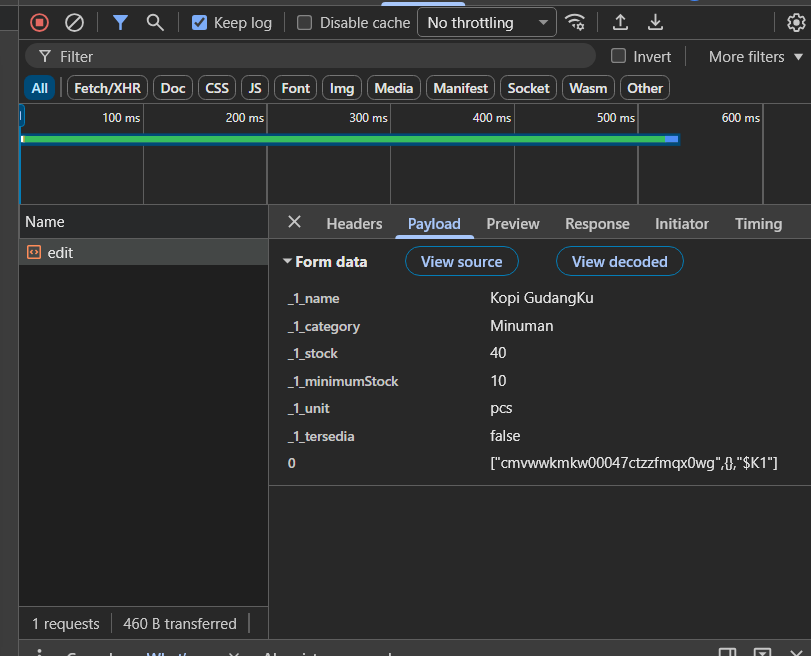 Keep log Disable cache No throttling
Filter Invert More filters
All Fetch/XHR Doc CSS JS Font Img Media Manifest Socket Wasm Other
100 ms 200 ms 300 ms 400 ms 500 ms 600 ms
Name
Headers Payload Preview Response Initiator Timing
edit
Form data View source View decoded
_1_name Kopi GudangKu
_1_category Minuman
_1_stock 40
_1_minimumStock 10
_1_unit pcs
_1_tersedia false
0 ["cmvwwkmkw00047ctzzfmqx0wg",{},"$K1"]
1 requests 460 B transferred